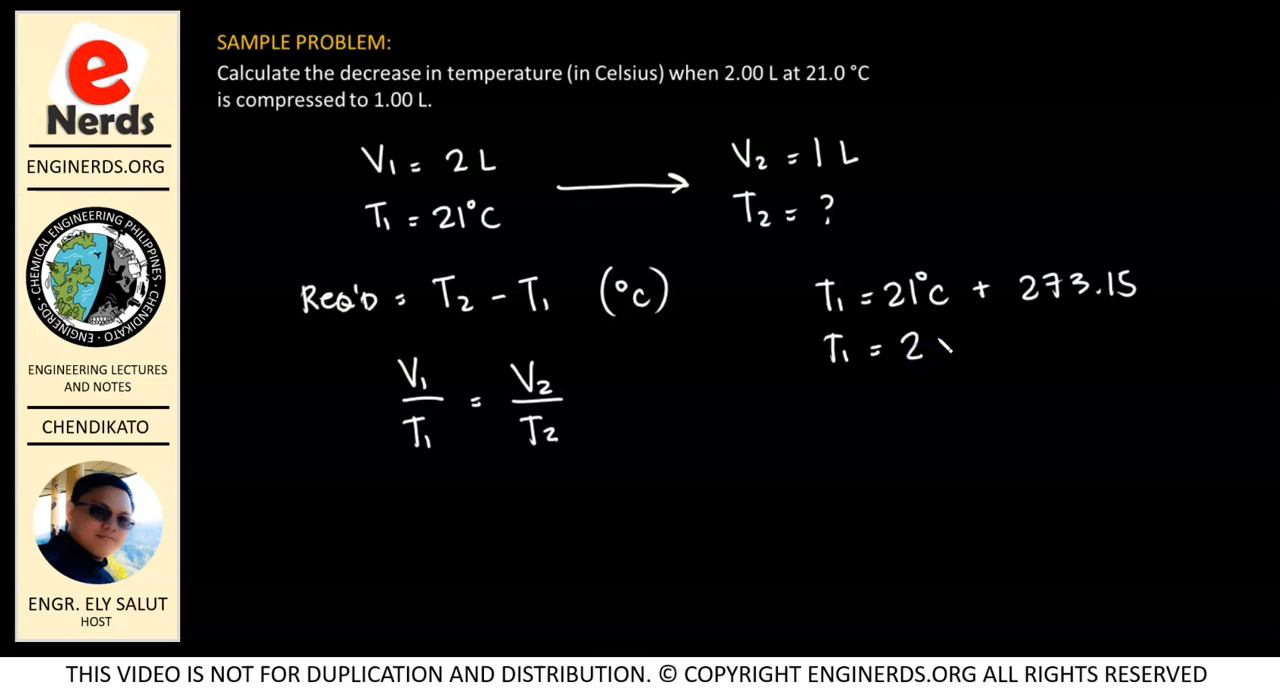 e
Nerds
ENGINERDS.ORG
CHEMICAL ENGINEERING PHILIPPINES
• CHENDIKATO • ENGINEERDS •
ENGINEERING LECTURES
AND NOTES
CHENDIKATO
ENGR. ELY SALUT
HOST
SAMPLE PROBLEM:
Calculate the decrease in temperature (in Celsius) when 2.00 L at 21.0 °C
is compressed to 1.00 L.
V₁ = 2 L
T₁ = 21°C
V₂ = 1 L
T₂ = ?
REQ'D = T₂ - T₁ (°C)
V₁/T₁ = V₂/T₂
T₁ = 21°C + 273.15
T₁ = 2
THIS VIDEO IS NOT FOR DUPLICATION AND DISTRIBUTION. © COPYRIGHT ENGINERDS.ORG ALL RIGHTS RESERVED